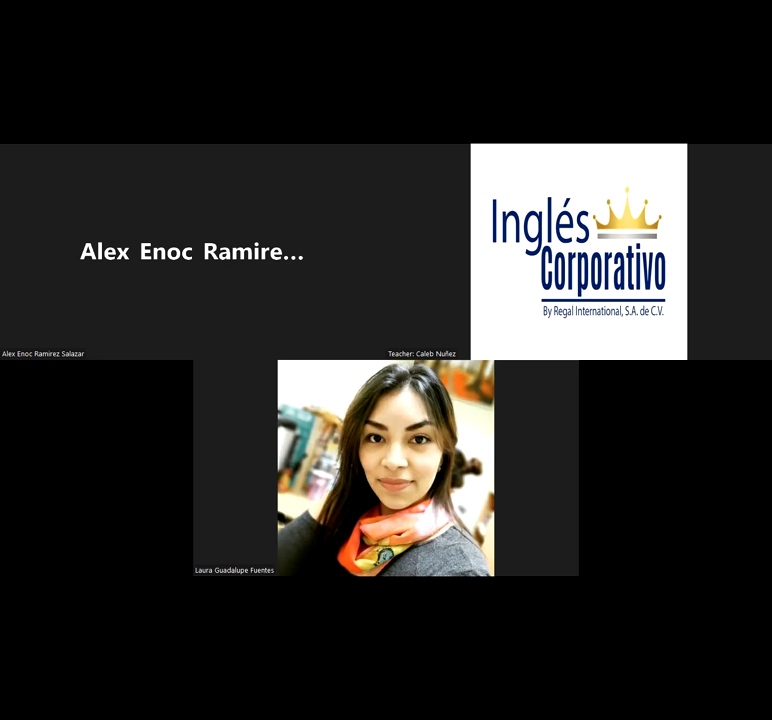 Alex Enoc Ramire...
Inglés
Corporativo
By Regal International, S.A. de C.V.
Alex Enoc Ramirez Salazar
Teacher: Caleb Nuñez
Laura Guadalupe Fuentes